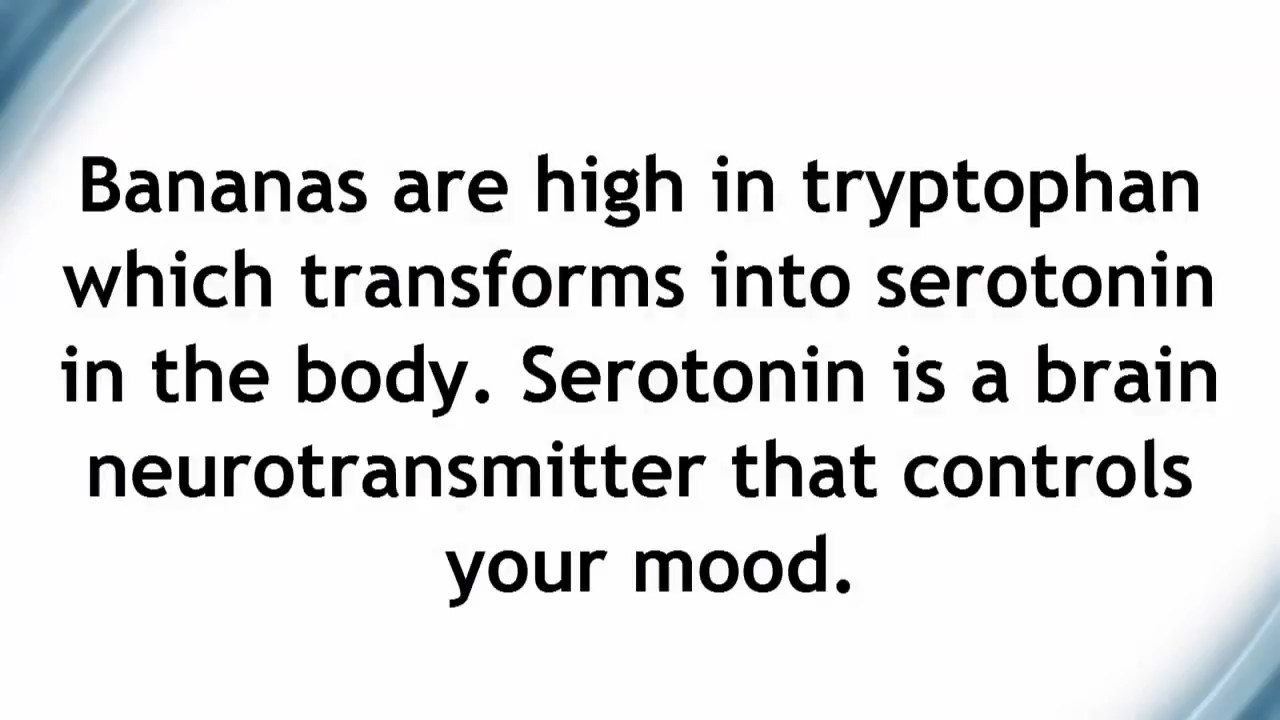 Bananas are high in tryptophan
which transforms into serotonin
in the body. Serotonin is a brain
neurotransmitter that controls
your mood.